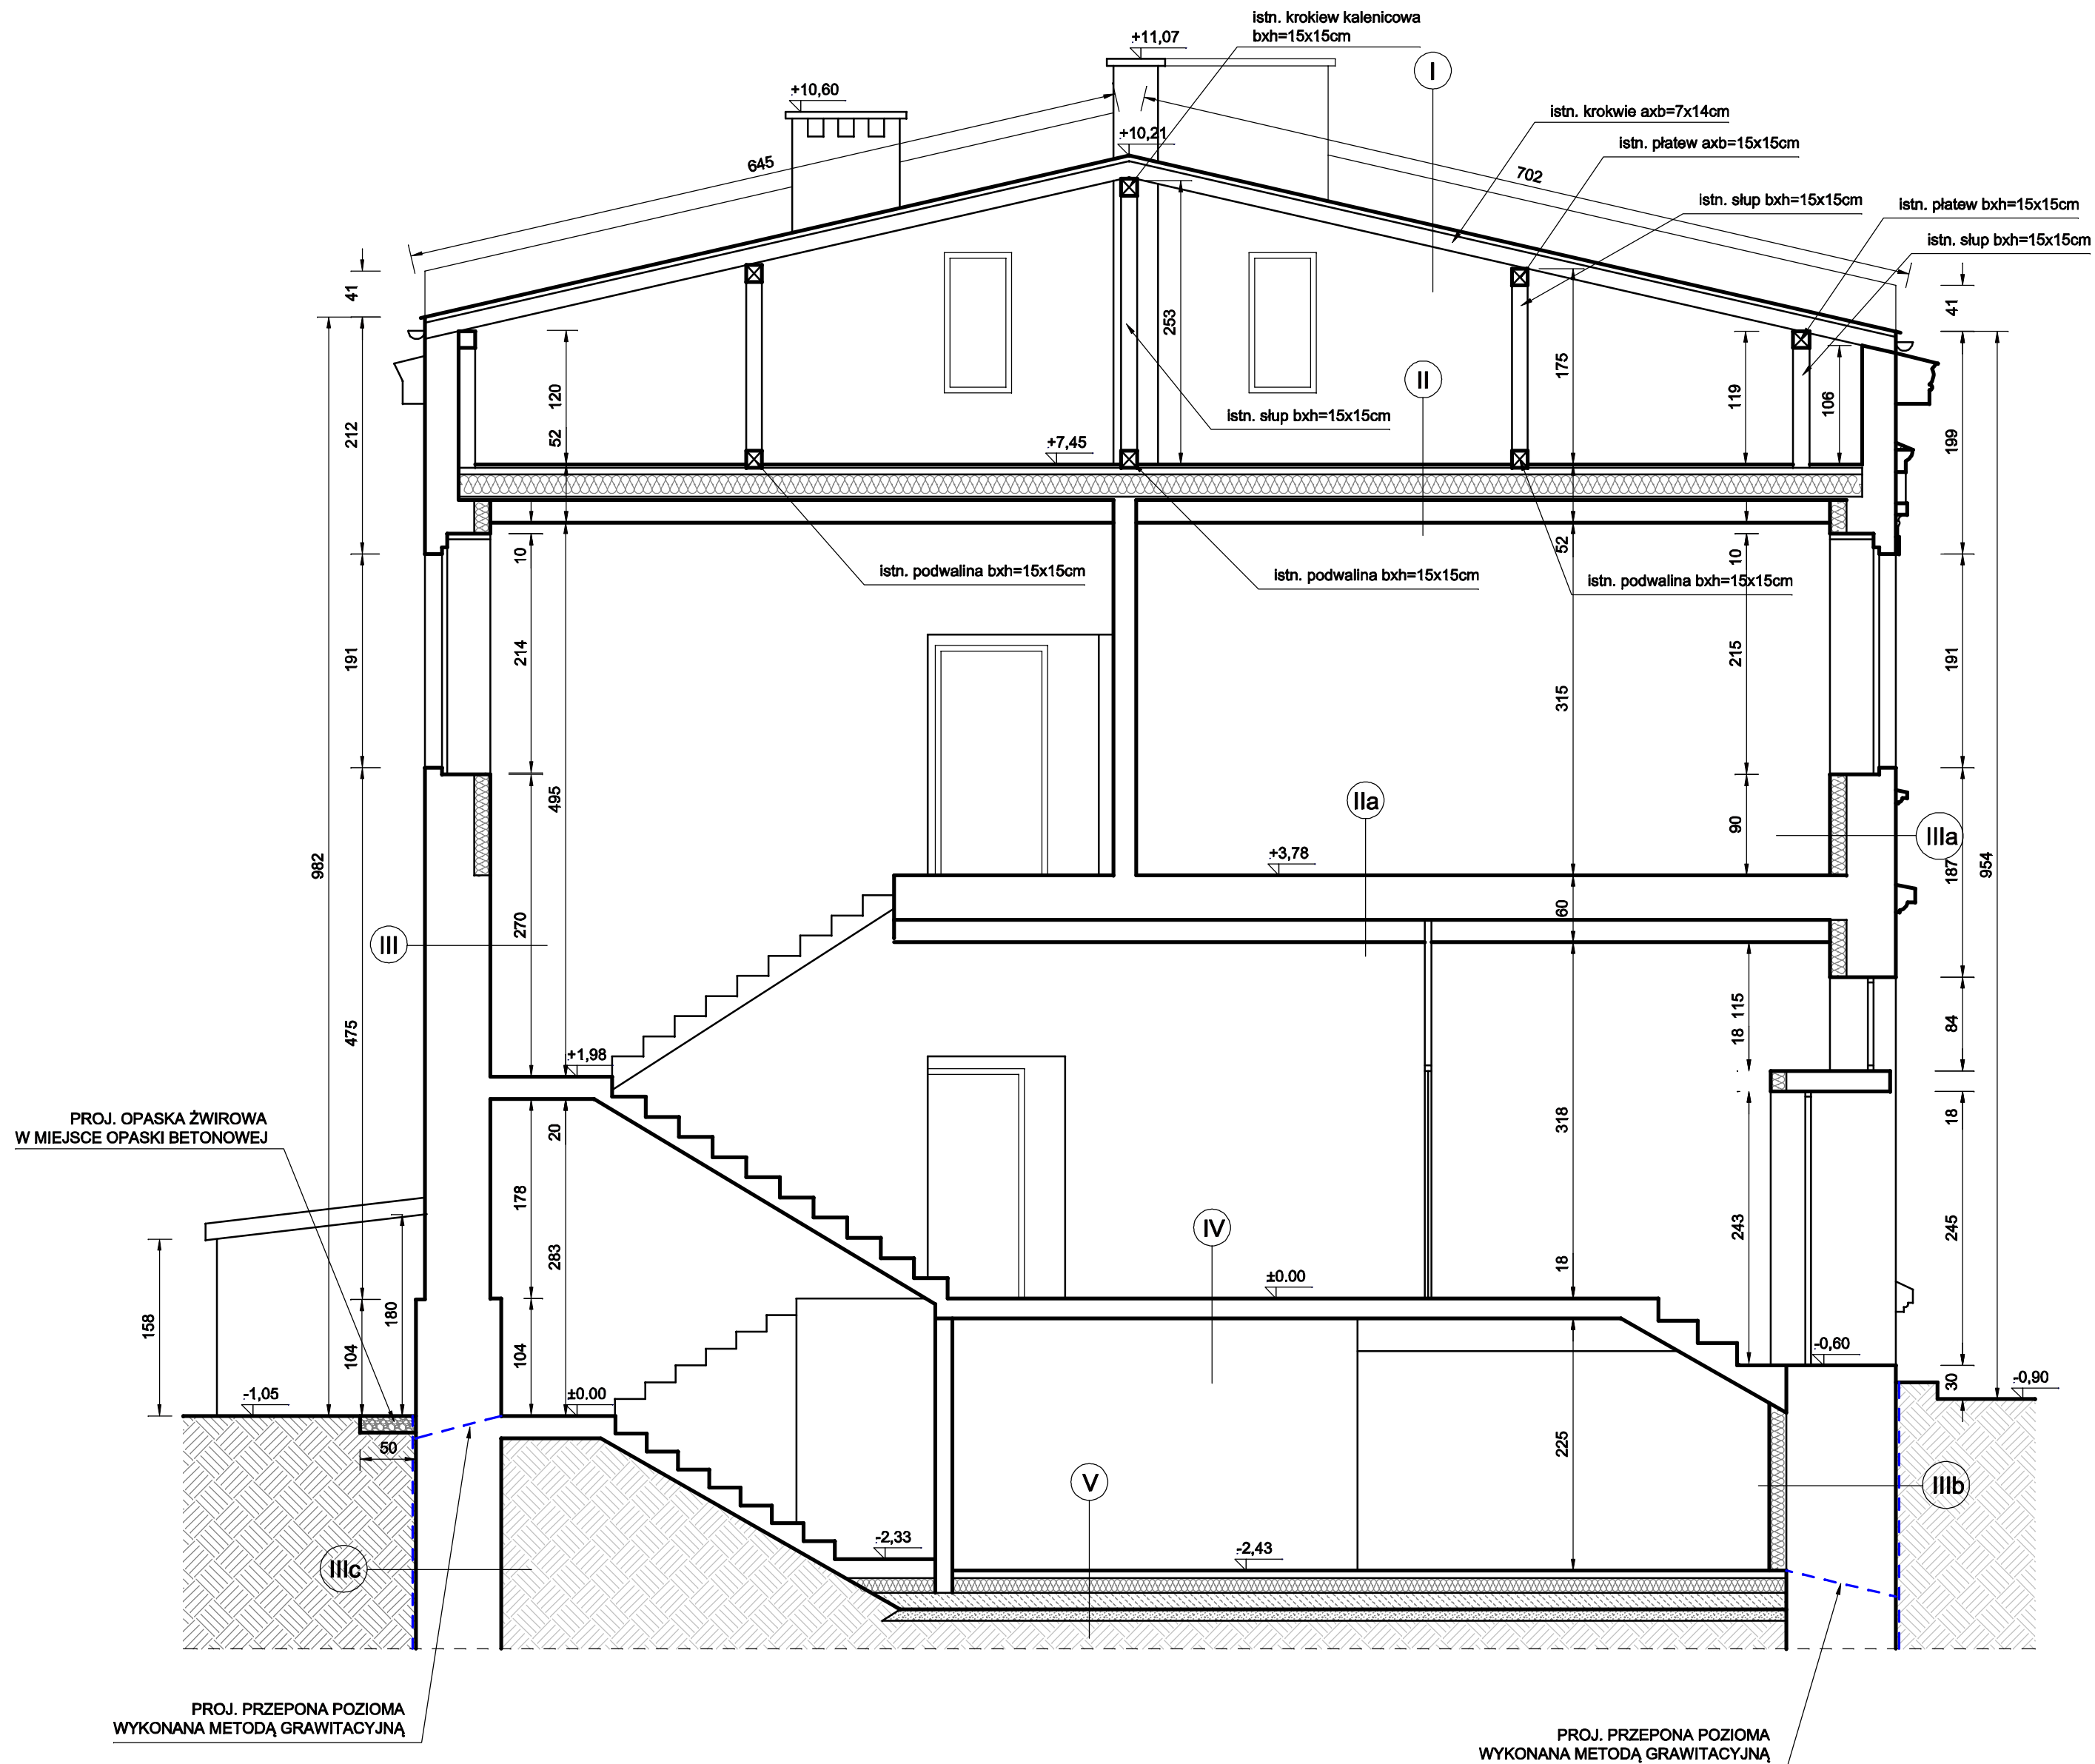 istn. krokiew kalenicowa
bxh=15x15cm
+11,07
I
+10,60
istn. krokwie axb=7x14cm
+10,21
istn. płatew axb=15x15cm
645
702
istn. słup bxh=15x15cm
istn. płatew bxh=15x15cm
istn. słup bxh=15x15cm
41
41
253
175
II
120
119
106
212
52
istn. słup bxh=15x15cm
199
+7,45
10
52
10
istn. podwalina bxh=15x15cm
istn. podwalina bxh=15x15cm
istn. podwalina bxh=15x15cm
191
214
315
215
191
495
IIa
90
IIIa
982
+3,78
187
954
60
III
270
475
115
18
84
+1,98
PROJ. OPASKA ŻWIROWA
W MIEJSCE OPASKI BETONOWEJ
20
318
18
178
283
IV
243
245
18
±0.00
158
180
104
104
-0,60
30
-0,90
-1,05
±0.00
50
225
V
IIIb
-2,33
-2,43
IIIc
PROJ. PRZEPONA POZIOMA
WYKONANA METODĄ GRAWITACYJNĄ
PROJ. PRZEPONA POZIOMA
WYKONANA METODĄ GRAWITACYJNĄ